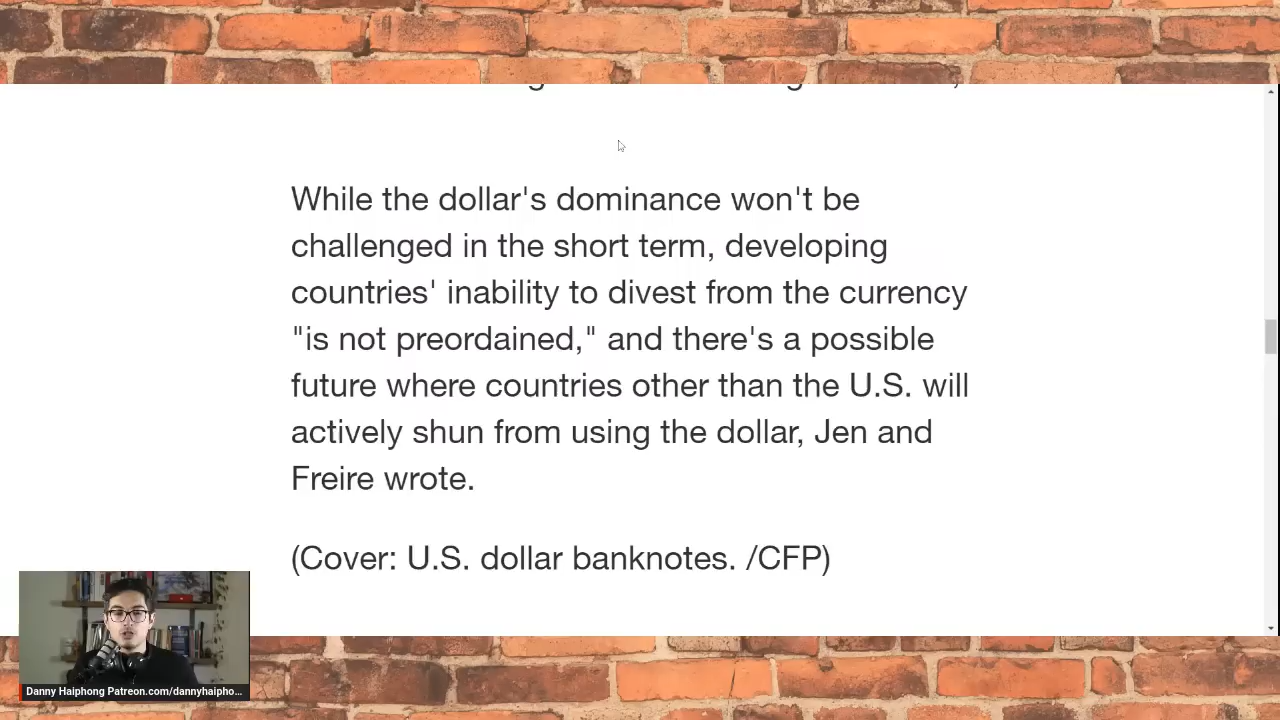 While the dollar's dominance won't be
challenged in the short term, developing
countries' inability to divest from the currency
"is not preordained," and there's a possible
future where countries other than the U.S. will
actively shun from using the dollar, Jen and
Freire wrote.
(Cover: U.S. dollar banknotes. /CFP)
Danny Haiphong Patreon.com/dannyhaipho...